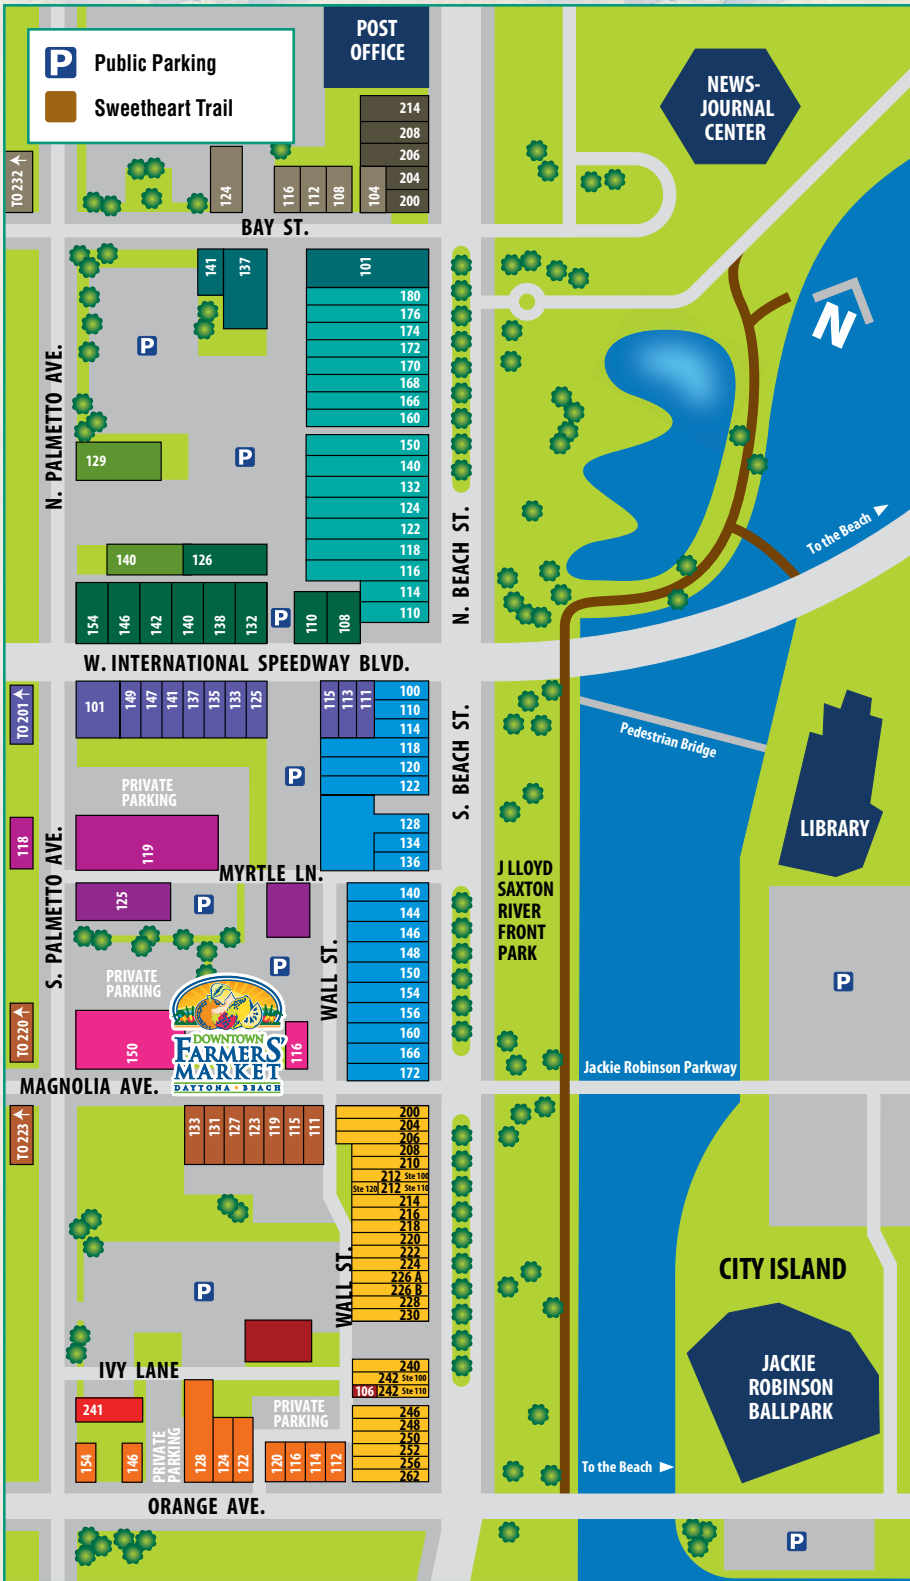 P Public Parking
Sweetheart Trail
POST
OFFICE
NEWS-
JOURNAL
CENTER
214
208
206
204
200
TO 232
124
116
112
108
104
BAY ST.
141
137
101
180
176
174
172
170
168
166
160
P
N
N. PALMETTO AVE.
129
P
150
140
132
124
122
118
116
114
110
N. BEACH ST.
To the Beach
140
126
154
146
142
140
138
132
P
110
108
W. INTERNATIONAL SPEEDWAY BLVD.
TO 201
101
149
147
141
137
135
133
125
115
113
111
100
110
114
118
120
122
128
134
136
S. BEACH ST.
Pedestrian Bridge
P
PRIVATE
PARKING
LIBRARY
118
119
MYRTLE LN.
S. PALMETTO AVE.
125
P
J LLOYD
SAXTON
RIVER
FRONT
PARK
140
144
146
148
150
154
156
160
166
172
WALL ST.
P
PRIVATE
PARKING
P
TO 220
150
DOWNTOWN
FARMERS'
MARKET
DAYTONA • BEACH
116
Jackie Robinson Parkway
MAGNOLIA AVE.
TO 223
133
131
127
123
119
115
111
200
204
206
208
210
212 Ste 100
Ste 120 212 Ste 110
214
216
218
220
222
224
226 A
226 B
228
230
WALL ST.
P
CITY ISLAND
IVY LANE
240
242 Ste 100
106 242 Ste 110
246
248
250
252
256
262
JACKIE
ROBINSON
BALLPARK
241
PRIVATE
PARKING
PRIVATE
PARKING
154
146
128
124
122
120
116
114
112
To the Beach
ORANGE AVE.
P